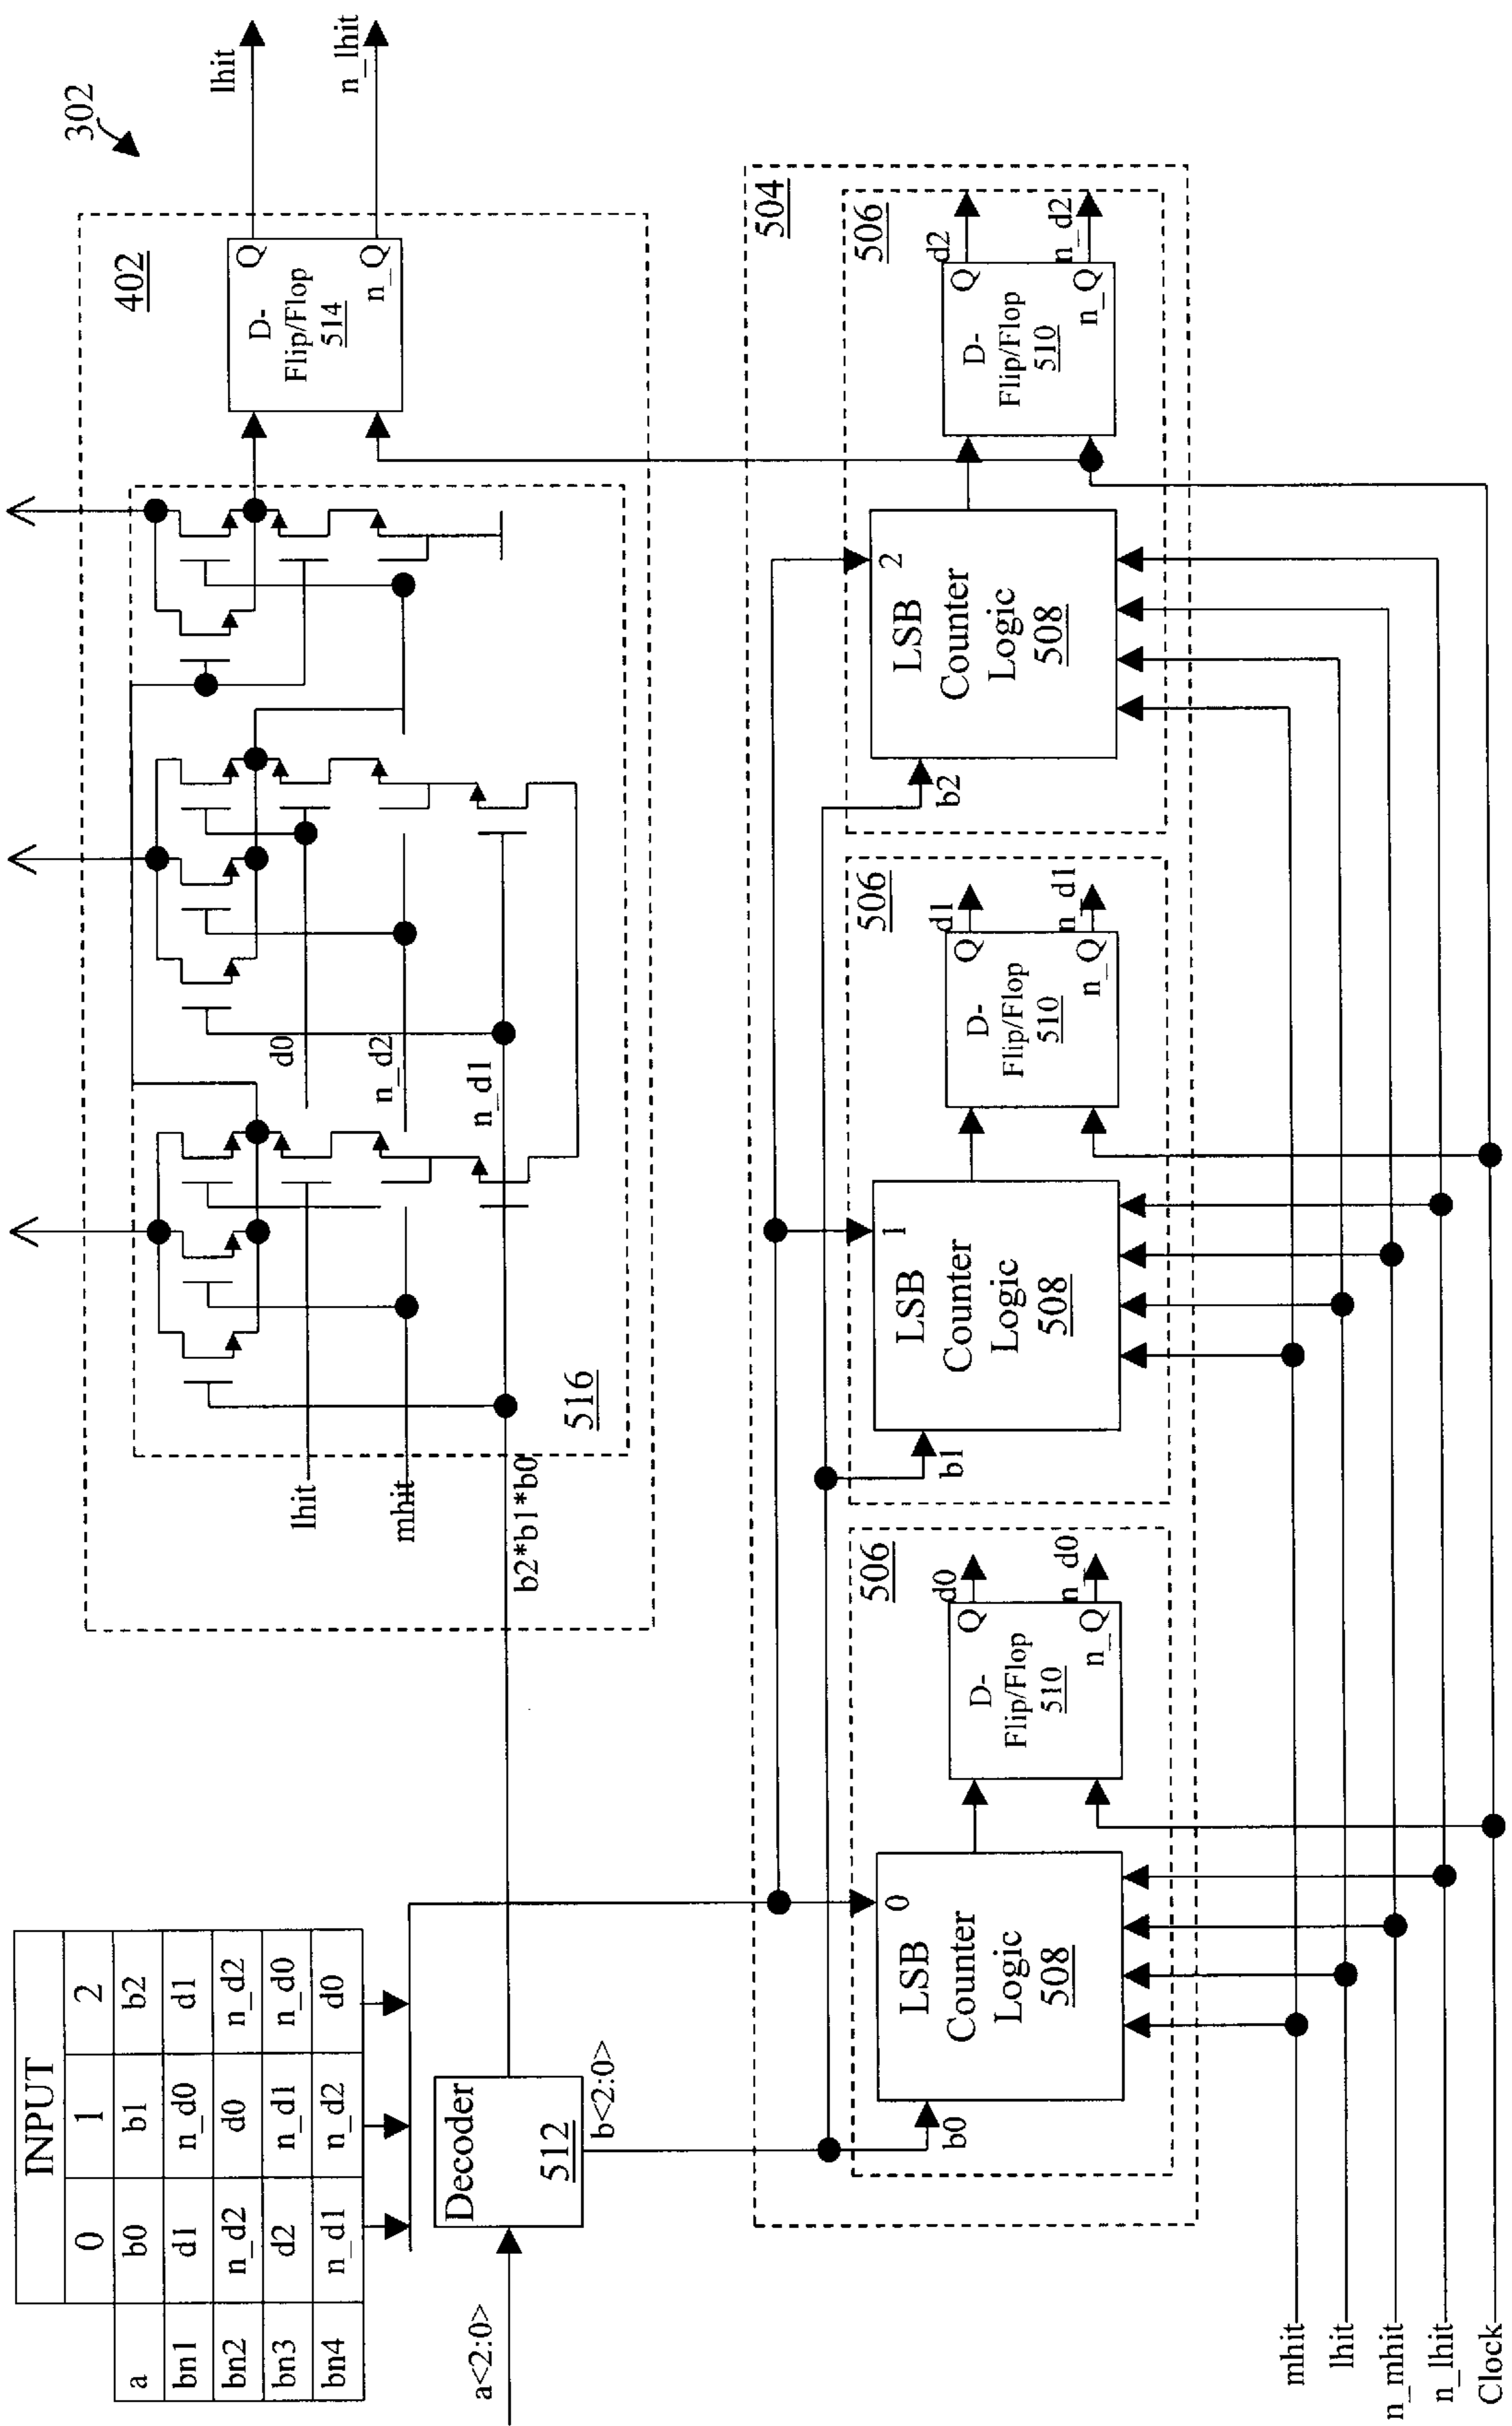 INPUT
0 1 2
a b0 b1 b2
bn1 d1 n_d0 d1
bn2 n_d2 d0 n_d2
bn3 d2 n_d1 n_d0
bn4 n_d1 n_d2 d0
a<2:0>
Decoder
512
b<2:0>
302
402
lhit
mhit
b2*b1*b0
516
d0
n_d2
n_d1
D-
Flip/Flop
514
Q
n_Q
lhit
n_lhit
504
506
b0
0
LSB
Counter
Logic
508
D-
Flip/Flop
510
Q
n_Q
d0
n_d0
506
b1
1
LSB
Counter
Logic
508
D-
Flip/Flop
510
Q
n_Q
d1
n_d1
506
b2
2
LSB
Counter
Logic
508
D-
Flip/Flop
510
Q
n_Q
d2
n_d2
mhit
lhit
n_mhit
n_lhit
Clock